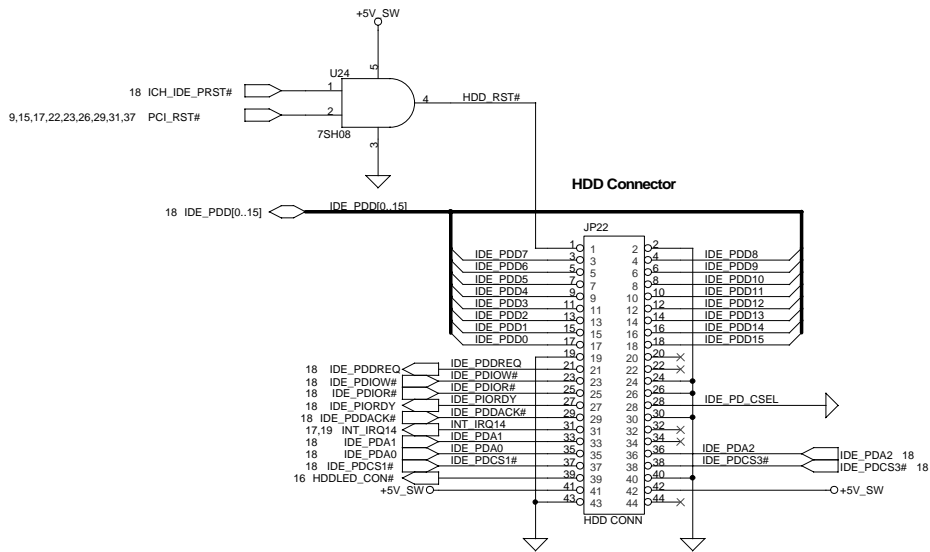 +5V_SW
U24
5
18 ICH_IDE_PRST#
1
4
HDD_RST#
9,15,17,22,23,26,29,31,37 PCI_RST#
2
7SH08
3
HDD Connector
18 IDE_PDD[0..15]
IDE_PDD[0..15]
JP22
1 1 2 2
IDE_PDD7 3 3 4 4 IDE_PDD8
IDE_PDD6 5 5 6 6 IDE_PDD9
IDE_PDD5 7 7 8 8 IDE_PDD10
IDE_PDD4 9 9 10 10 IDE_PDD11
IDE_PDD3 11 11 12 12 IDE_PDD12
IDE_PDD2 13 13 14 14 IDE_PDD13
IDE_PDD1 15 15 16 16 IDE_PDD14
IDE_PDD0 17 17 18 18 IDE_PDD15
19 19 20 20
18 IDE_PDDREQ IDE_PDDREQ 21 21 22 22
18 IDE_PDIOW# IDE_PDIOW# 23 23 24 24
18 IDE_PDIOR# IDE_PDIOR# 25 25 26 26
18 IDE_PIORDY IDE_PIORDY 27 27 28 28 IDE_PD_CSEL
18 IDE_PDDACK# IDE_PDDACK# 29 29 30 30
17,19 INT_IRQ14 INT_IRQ14 31 31 32 32
18 IDE_PDA1 IDE_PDA1 33 33 34 34
18 IDE_PDA0 IDE_PDA0 35 35 36 36 IDE_PDA2 IDE_PDA2 18
18 IDE_PDCS1# IDE_PDCS1# 37 37 38 38 IDE_PDCS3# IDE_PDCS3# 18
16 HDDLED_CON# 39 39 40 40
+5V_SW 41 41 42 42 +5V_SW
43 43 44 44
HDD CONN